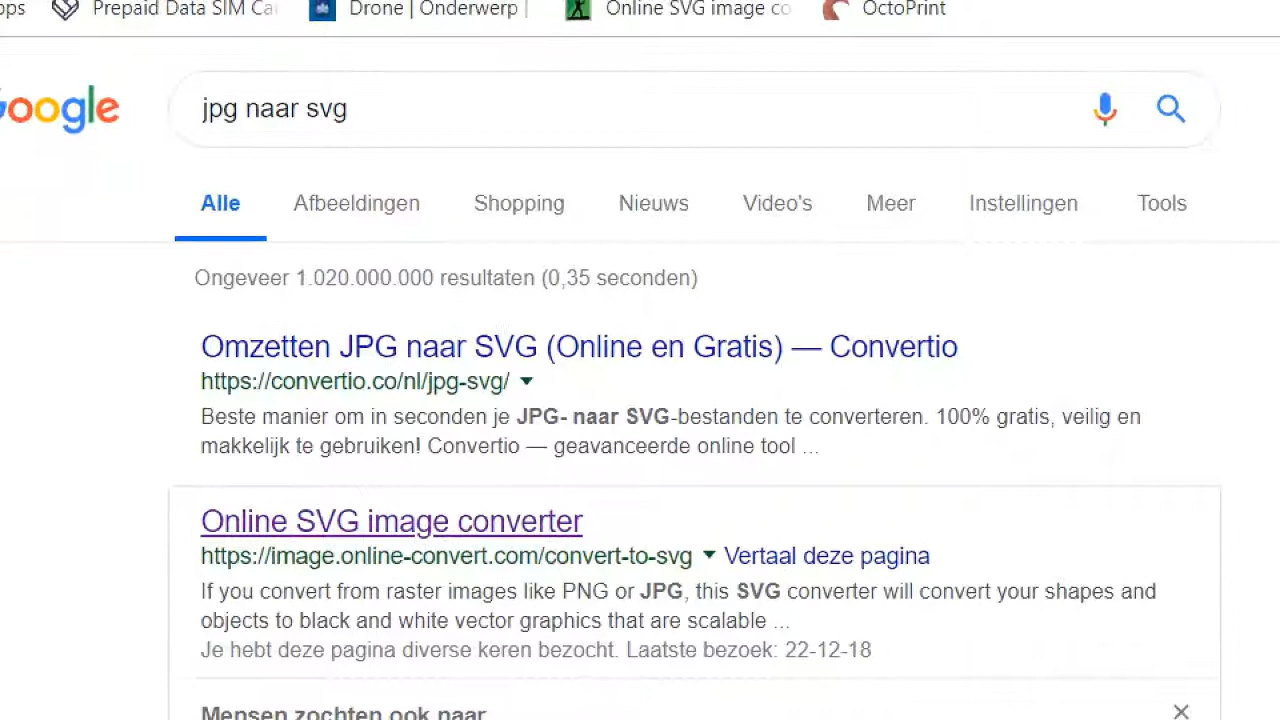 Prepaid Data SIM Ca Drone | Onderwerp | Online SVG image co OctoPrint
Google jpg naar svg
Alle Afbeeldingen Shopping Nieuws Video's Meer Instellingen Tools
Ongeveer 1.020.000.000 resultaten (0,35 seconden)
Omzetten JPG naar SVG (Online en Gratis) — Convertio
https://convertio.co/nl/jpg-svg/
Beste manier om in seconden je JPG- naar SVG-bestanden te converteren. 100% gratis, veilig en
makkelijk te gebruiken! Convertio — geavanceerde online tool ...
Online SVG image converter
https://image.online-convert.com/convert-to-svg Vertaal deze pagina
If you convert from raster images like PNG or JPG, this SVG converter will convert your shapes and
objects to black and white vector graphics that are scalable ...
Je hebt deze pagina diverse keren bezocht. Laatste bezoek: 22-12-18
Mensen zochten ook naar